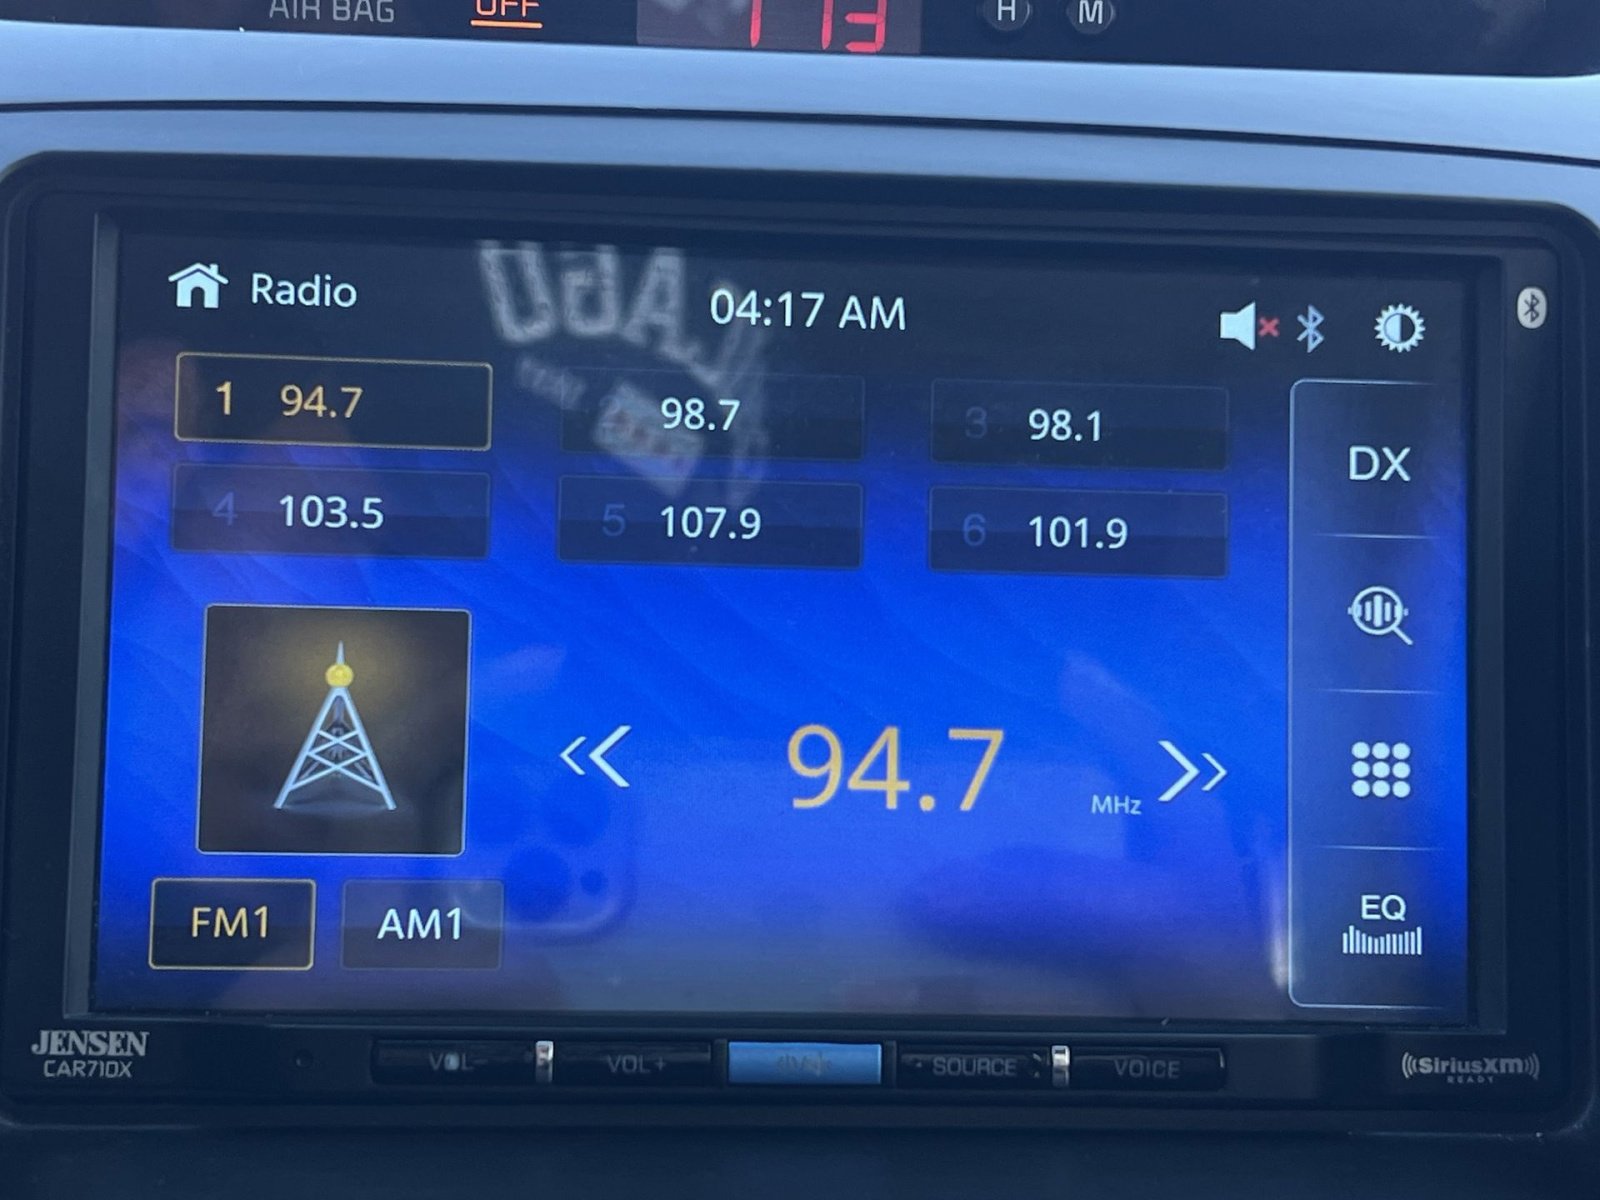 AIR BAG OFF
H M
Radio 04:17 AM
1 94.7 98.7 3 98.1
4 103.5 5 107.9 6 101.9
DX
94.7 MHz
EQ
FM1 AM1
JENSEN
CAR710X
VOL- VOL+ SOURCE VOICE
SiriusXM
READY